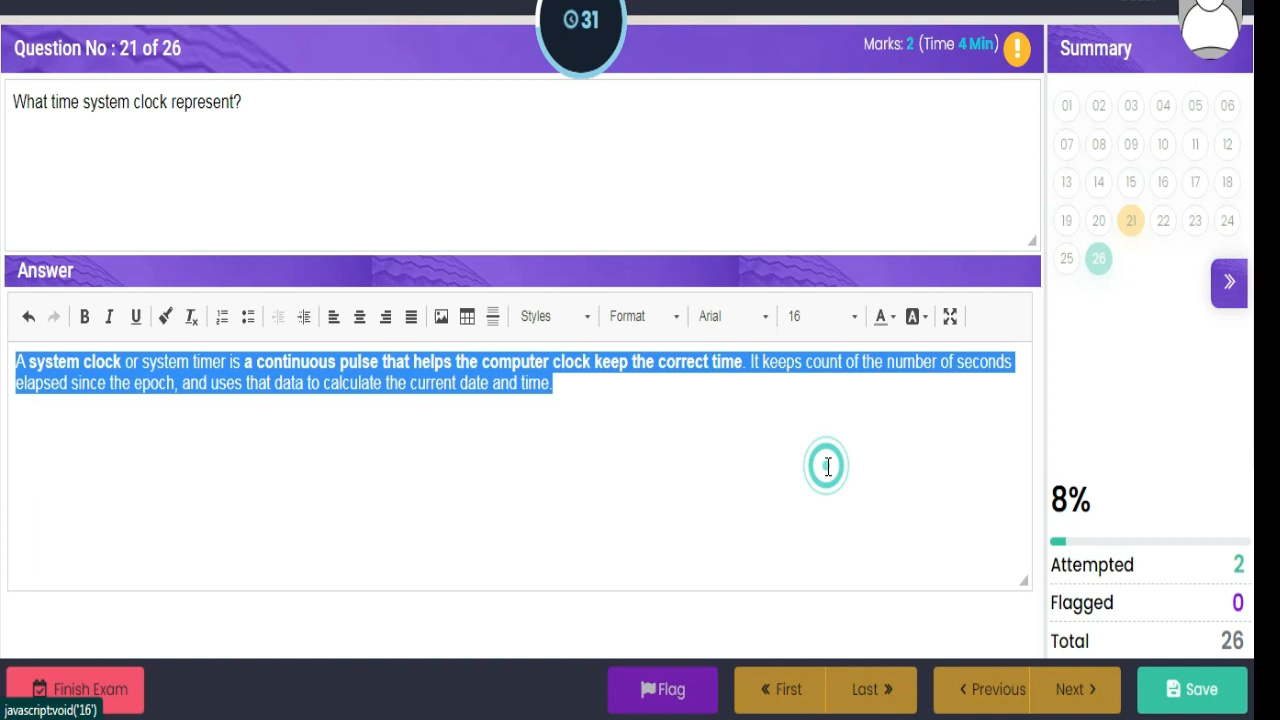 31
Question No : 21 of 26
Marks: 2 (Time 4 Min)
!
Summary
What time system clock represent?
01 02 03 04 05 06
07 08 09 10 11 12
13 14 15 16 17 18
19 20 21 22 23 24
25 26
Answer
B I U Styles Format Arial 16 A A
A system clock or system timer is a continuous pulse that helps the computer clock keep the correct time. It keeps count of the number of seconds
elapsed since the epoch, and uses that data to calculate the current date and time.
8%
Attempted 2
Flagged 0
Total 26
Finish Exam Flag First Last Previous Next Save
javascript:void('16')